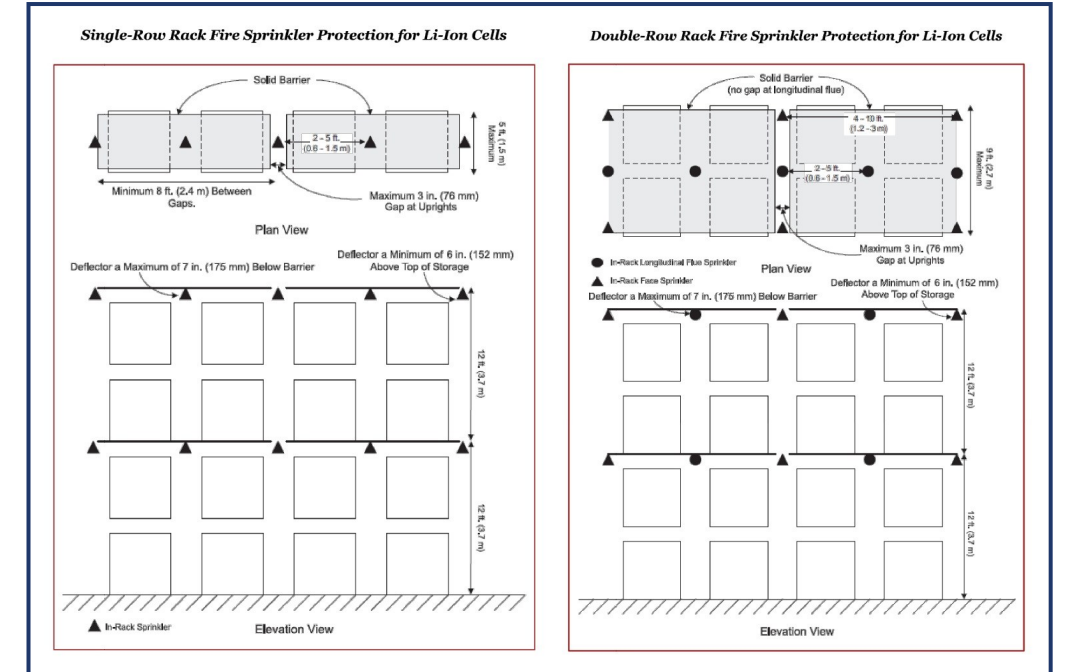 Single-Row Rack Fire Sprinkler Protection for Li-Ion Cells
Solid Barrier
2 - 5 ft.
(0.6 - 1.5 m)
5 ft. (1.5 m)
Maximum
Minimum 8 ft. (2.4 m) Between
Gaps.
Maximum 3 in. (76 mm)
Gap at Uprights
Plan View
Deflector a Maximum of 7 in. (175 mm) Below Barrier
Deflector a Minimum of 6 in. (152 mm)
Above Top of Storage
12 ft. (3.7 m)
12 ft. (3.7 m)
In-Rack Sprinkler
Elevation View
Double-Row Rack Fire Sprinkler Protection for Li-Ion Cells
Solid Barrier
(no gap at longitudinal flue)
4 - 10 ft.
(1.2 - 3 m)
2 - 5 ft.
(0.6 - 1.5 m)
9 ft. (2.7 m)
Maximum
Maximum 3 in. (76 mm)
Gap at Uprights
In-Rack Longitudinal Flue Sprinkler
Plan View
In-Rack Face Sprinkler
Deflector a Maximum of 7 in. (175 mm) Below Barrier
Deflector a Minimum of 6 in. (152 mm)
Above Top of Storage
12 ft. (3.7 m)
12 ft. (3.7 m)
Elevation View